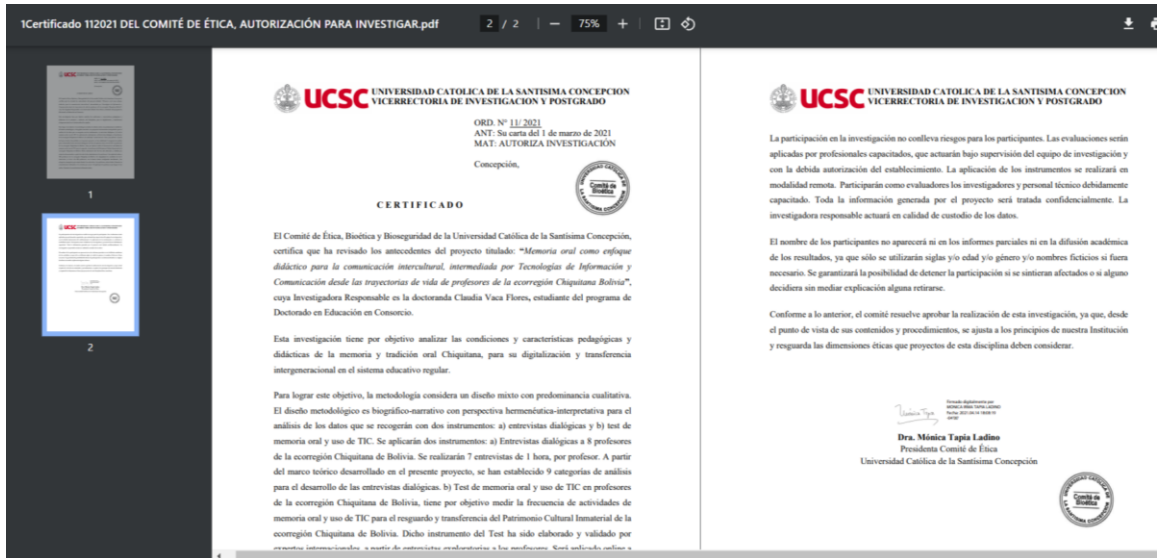 1Certificado 112021 DEL COMITÉ DE ÉTICA, AUTORIZACIÓN PARA INVESTIGAR.pdf
2 / 2
75%
1
2
UCSC UNIVERSIDAD CATOLICA DE LA SANTISIMA CONCEPCION
VICERRECTORIA DE INVESTIGACION Y POSTGRADO
ORD. Nº 11/ 2021
ANT: Su carta del 1 de marzo de 2021
MAT: AUTORIZA INVESTIGACIÓN
Concepción,
Comité de
Bioética
CERTIFICADO
El Comité de Ética, Bioética y Bioseguridad de la Universidad Católica de la Santísima Concepción,
certifica que ha revisado los antecedentes del proyecto titulado: “Memoria oral como enfoque
didáctico para la comunicación intercultural, intermediada por Tecnologías de Información y
Comunicación desde las trayectorias de vida de profesores de la ecorregión Chiquitana Bolivia”,
cuya Investigadora Responsable es la doctoranda Claudia Vaca Flores, estudiante del programa de
Doctorado en Educación en Consorcio.
Esta investigación tiene por objetivo analizar las condiciones y características pedagógicas y
didácticas de la memoria y tradición oral Chiquitana, para su digitalización y transferencia
intergeneracional en el sistema educativo regular.
Para lograr este objetivo, la metodología considera un diseño mixto con predominancia cualitativa.
El diseño metodológico es biográfico-narrativo con perspectiva hermenéutica-interpretativa para el
análisis de los datos que se recogerán con dos instrumentos: a) entrevistas dialógicas y b) test de
memoria oral y uso de TIC. Se aplicarán dos instrumentos: a) Entrevistas dialógicas a 8 profesores
de la ecorregión Chiquitana de Bolivia. Se realizarán 7 entrevistas de 1 hora, por profesor. A partir
del marco teórico desarrollado en el presente proyecto, se han establecido 9 categorías de análisis
para el desarrollo de las entrevistas dialógicas. b) Test de memoria oral y uso de TIC en profesores
de la ecorregión Chiquitana de Bolivia, tiene por objetivo medir la frecuencia de actividades de
memoria oral y uso de TIC para el resguardo y transferencia del Patrimonio Cultural Inmaterial de la
ecorregión Chiquitana de Bolivia. Dicho instrumento del Test ha sido elaborado y validado por
expertos internacionales, a partir de entrevistas exploratorias a los profesores. Será aplicado online a
UCSC UNIVERSIDAD CATOLICA DE LA SANTISIMA CONCEPCION
VICERRECTORIA DE INVESTIGACION Y POSTGRADO
La participación en la investigación no conlleva riesgos para los participantes. Las evaluaciones serán
aplicadas por profesionales capacitados, que actuarán bajo supervisión del equipo de investigación y
con la debida autorización del establecimiento. La aplicación de los instrumentos se realizará en
modalidad remota. Participarán como evaluadores los investigadores y personal técnico debidamente
capacitado. Toda la información generada por el proyecto será tratada confidencialmente. La
investigadora responsable actuará en calidad de custodio de los datos.
El nombre de los participantes no aparecerá ni en los informes parciales ni en la difusión académica
de los resultados, ya que sólo se utilizarán siglas y/o edad y/o género y/o nombres ficticios si fuera
necesario. Se garantizará la posibilidad de detener la participación si se sintieran afectados o si alguno
decidiera sin mediar explicación alguna retirarse.
Conforme a lo anterior, el comité resuelve aprobar la realización de esta investigación, ya que, desde
el punto de vista de sus contenidos y procedimientos, se ajusta a los principios de nuestra Institución
y resguarda las dimensiones éticas que proyectos de esta disciplina deben considerar.
Firmado digitalmente por
Dra. Mónica Tapia Ladino
Presidenta Comité de Ética
Universidad Católica de la Santísima Concepción
Comité de
Bioética